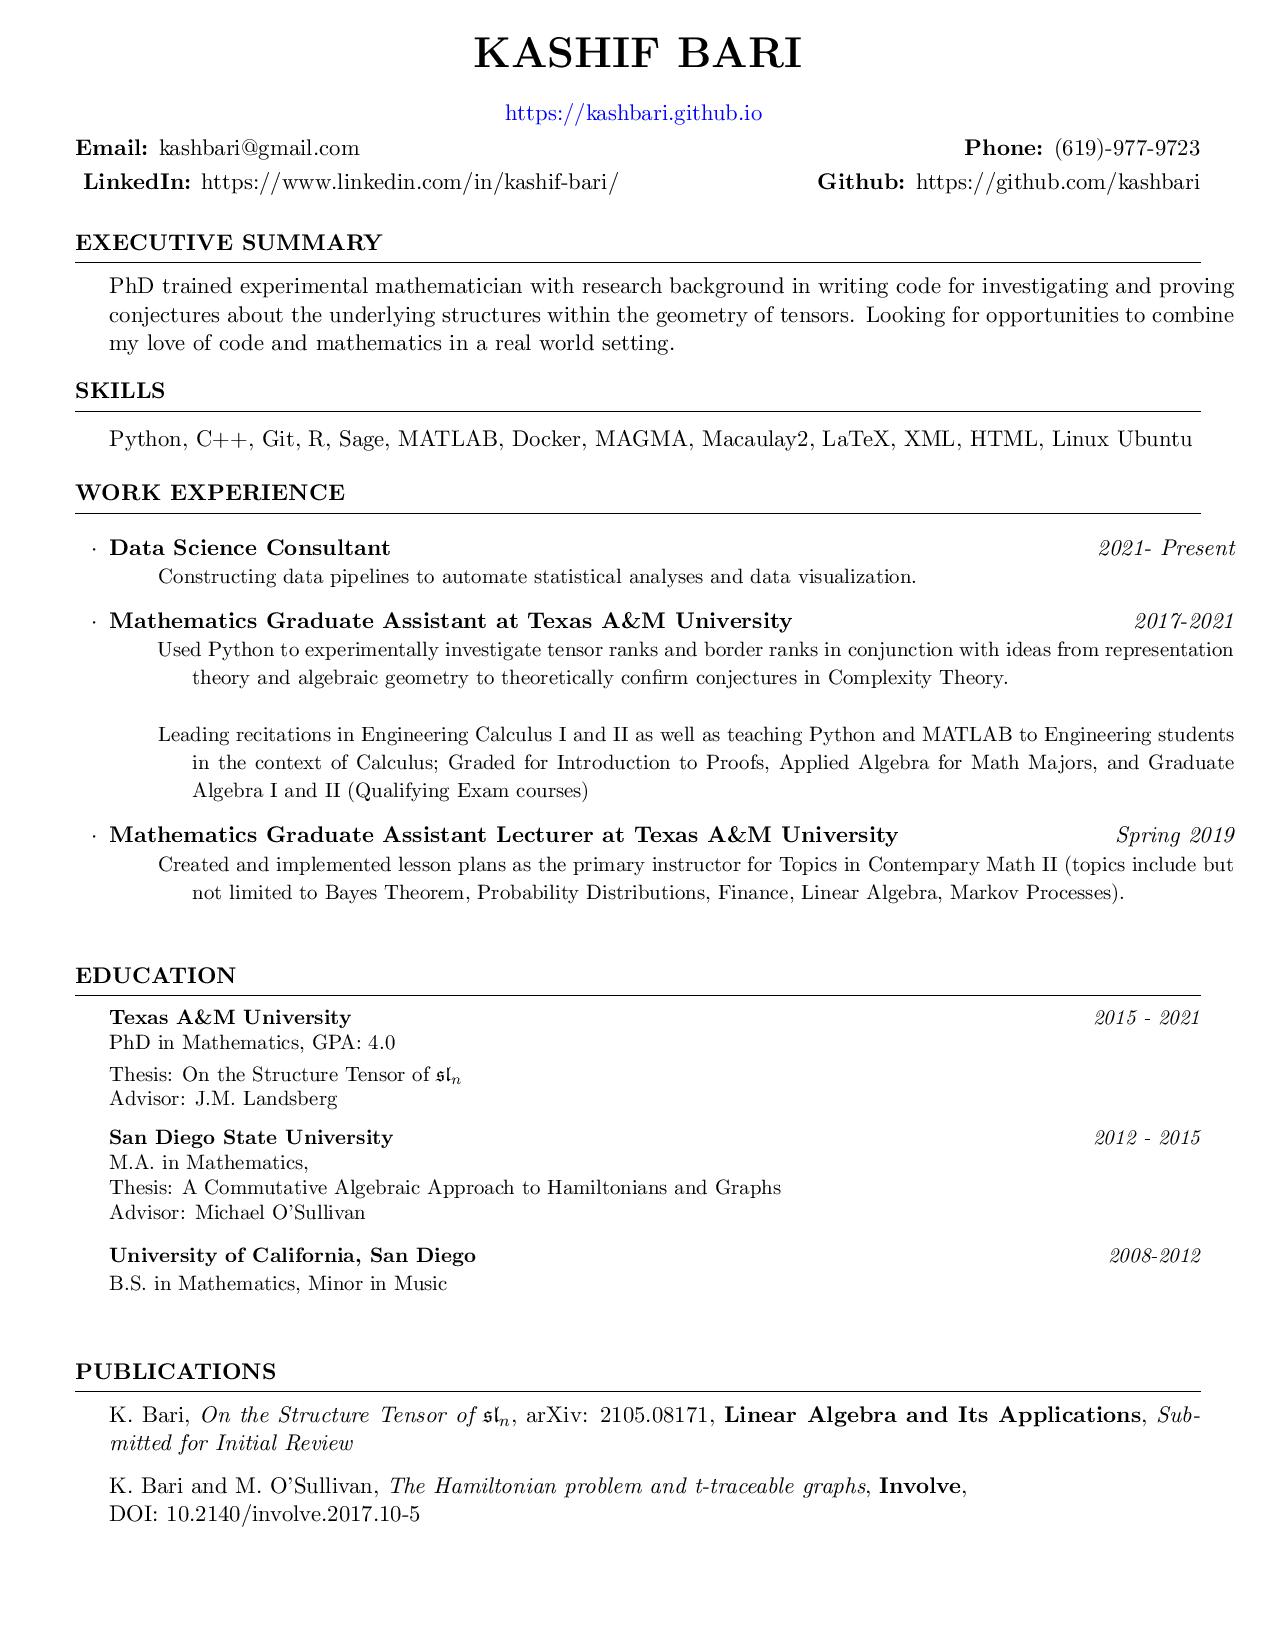 KASHIF BARI
https://kashbari.github.io
Email: kashbari@gmail.com Phone: (619)-977-9723
LinkedIn: https://www.linkedin.com/in/kashif-bari/ Github: https://github.com/kashbari
EXECUTIVE SUMMARY
PhD trained experimental mathematician with research background in writing code for investigating and proving
conjectures about the underlying structures within the geometry of tensors. Looking for opportunities to combine
my love of code and mathematics in a real world setting.
SKILLS
Python, C++, Git, R, Sage, MATLAB, Docker, MAGMA, Macaulay2, LaTeX, XML, HTML, Linux Ubuntu
WORK EXPERIENCE
· Data Science Consultant 2021- Present
Constructing data pipelines to automate statistical analyses and data visualization.
· Mathematics Graduate Assistant at Texas A&M University 2017-2021
Used Python to experimentally investigate tensor ranks and border ranks in conjunction with ideas from representation
theory and algebraic geometry to theoretically confirm conjectures in Complexity Theory.
Leading recitations in Engineering Calculus I and II as well as teaching Python and MATLAB to Engineering students
in the context of Calculus; Graded for Introduction to Proofs, Applied Algebra for Math Majors, and Graduate
Algebra I and II (Qualifying Exam courses)
· Mathematics Graduate Assistant Lecturer at Texas A&M University Spring 2019
Created and implemented lesson plans as the primary instructor for Topics in Contempary Math II (topics include but
not limited to Bayes Theorem, Probability Distributions, Finance, Linear Algebra, Markov Processes).
EDUCATION
Texas A&M University 2015 - 2021
PhD in Mathematics, GPA: 4.0
Thesis: On the Structure Tensor of 𝔰𝔩ₙ
Advisor: J.M. Landsberg
San Diego State University 2012 - 2015
M.A. in Mathematics,
Thesis: A Commutative Algebraic Approach to Hamiltonians and Graphs
Advisor: Michael O'Sullivan
University of California, San Diego 2008-2012
B.S. in Mathematics, Minor in Music
PUBLICATIONS
K. Bari, On the Structure Tensor of 𝔰𝔩ₙ, arXiv: 2105.08171, Linear Algebra and Its Applications, Sub-
mitted for Initial Review
K. Bari and M. O'Sullivan, The Hamiltonian problem and t-traceable graphs, Involve,
DOI: 10.2140/involve.2017.10-5